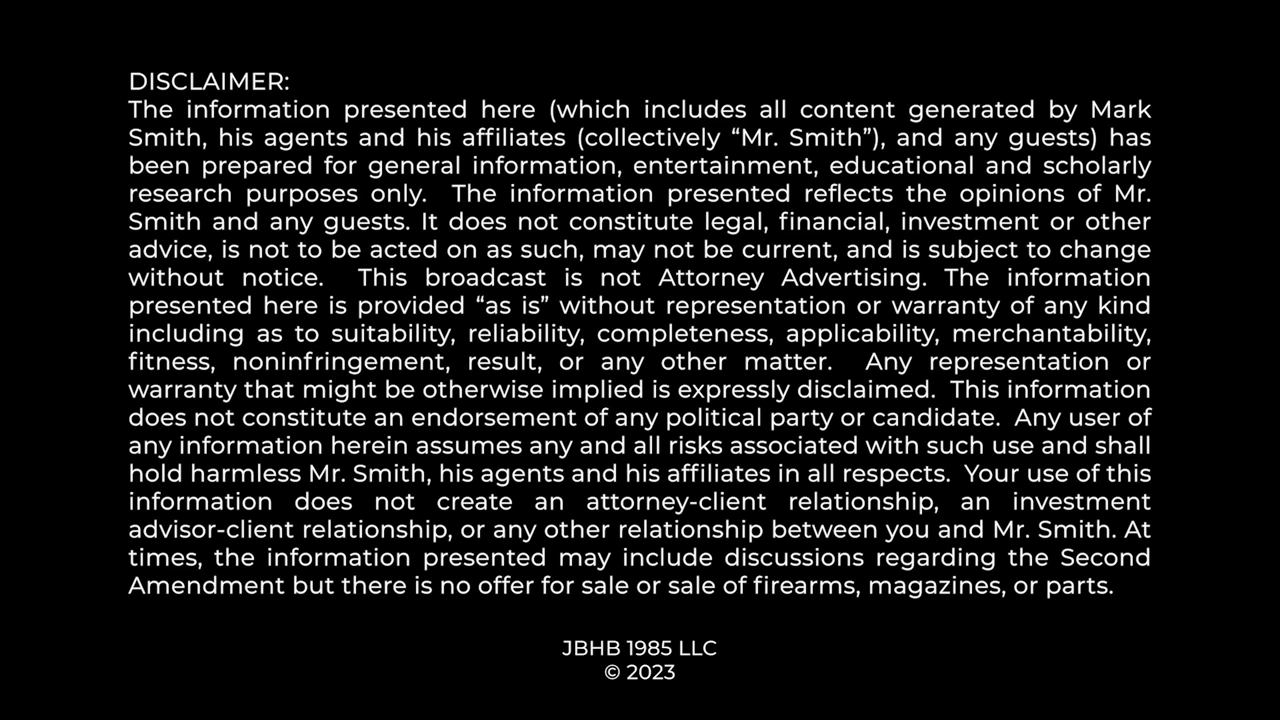 DISCLAIMER:
The information presented here (which includes all content generated by Mark
Smith, his agents and his affiliates (collectively “Mr. Smith”), and any guests) has
been prepared for general information, entertainment, educational and scholarly
research purposes only.  The information presented reflects the opinions of Mr.
Smith and any guests. It does not constitute legal, financial, investment or other
advice, is not to be acted on as such, may not be current, and is subject to change
without notice.  This broadcast is not Attorney Advertising. The information
presented here is provided “as is” without representation or warranty of any kind
including as to suitability, reliability, completeness, applicability, merchantability,
fitness, noninfringement, result, or any other matter.  Any representation or
warranty that might be otherwise implied is expressly disclaimed.  This information
does not constitute an endorsement of any political party or candidate.  Any user of
any information herein assumes any and all risks associated with such use and shall
hold harmless Mr. Smith, his agents and his affiliates in all respects.  Your use of this
information does not create an attorney-client relationship, an investment
advisor-client relationship, or any other relationship between you and Mr. Smith. At
times, the information presented may include discussions regarding the Second
Amendment but there is no offer for sale or sale of firearms, magazines, or parts.
JBHB 1985 LLC
© 2023